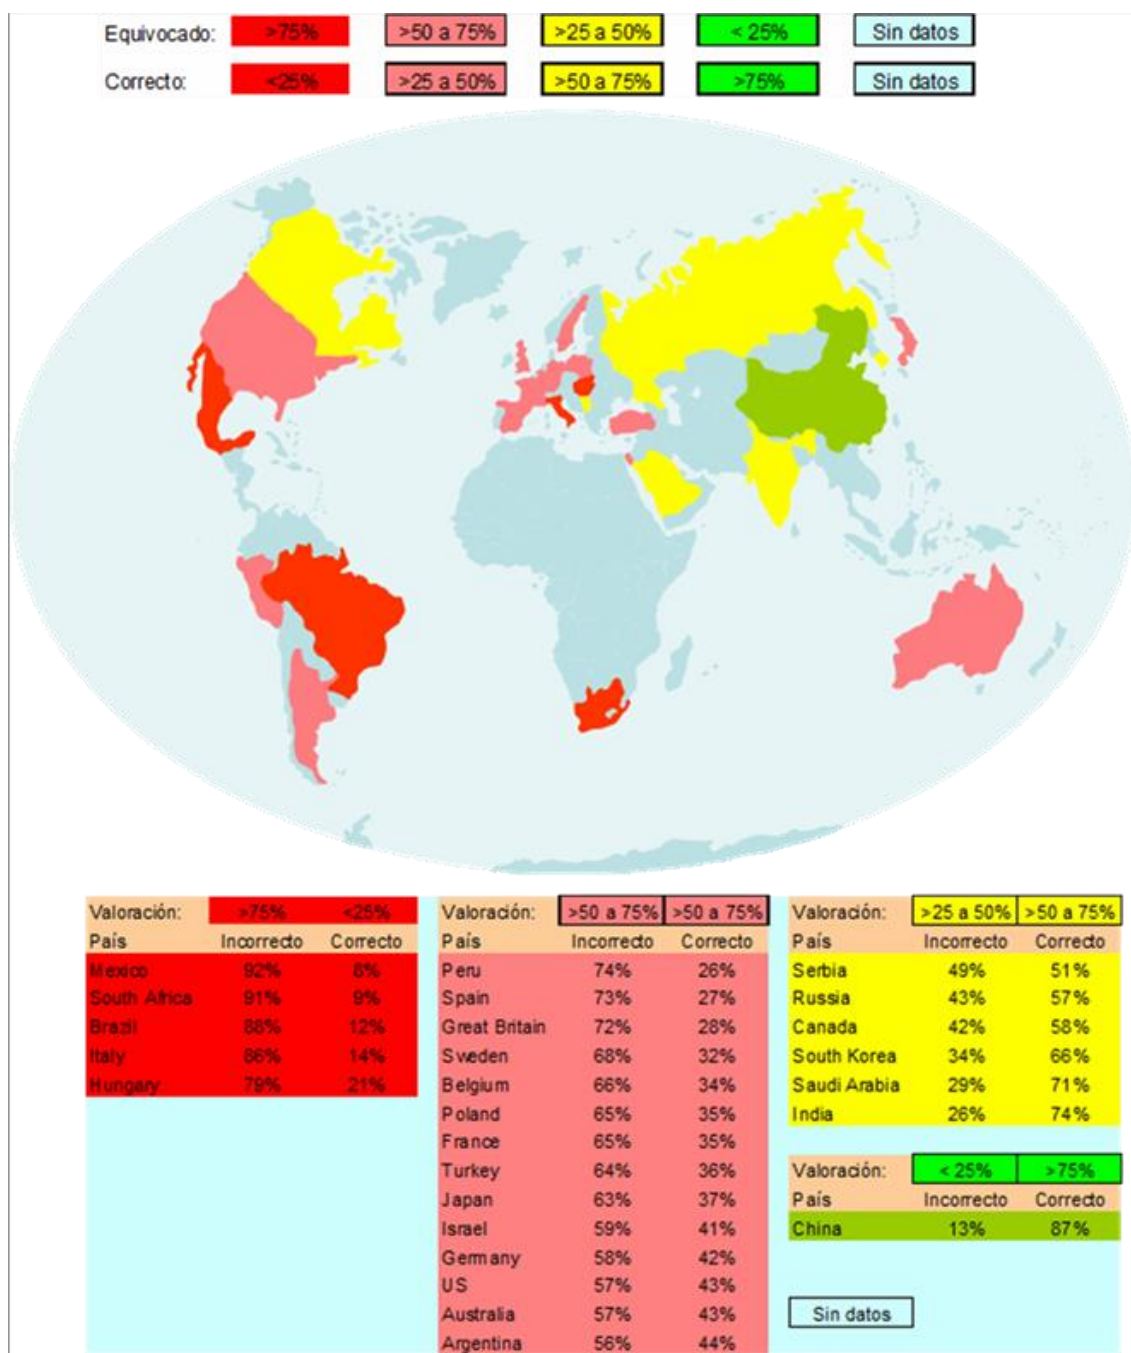 Equivocado: >75% >50 a 75% >25 a 50% < 25% Sin datos
Correcto: <25% >25 a 50% >50 a 75% >75% Sin datos
Valoración: >75% <25%
País Incorrecto Correcto
Mexico 92% 8%
South Africa 91% 9%
Brazil 88% 12%
Italy 86% 14%
Hungary 79% 21%
Valoración: >50 a 75% >50 a 75%
País Incorrecto Correcto
Peru 74% 26%
Spain 73% 27%
Great Britain 72% 28%
Sweden 68% 32%
Belgium 66% 34%
Poland 65% 35%
France 65% 35%
Turkey 64% 36%
Japan 63% 37%
Israel 59% 41%
Germany 58% 42%
US 57% 43%
Australia 57% 43%
Argentina 56% 44%
Valoración: >25 a 50% >50 a 75%
País Incorrecto Correcto
Serbia 49% 51%
Russia 43% 57%
Canada 42% 58%
South Korea 34% 66%
Saudi Arabia 29% 71%
India 26% 74%
Valoración: < 25% >75%
País Incorrecto Correcto
China 13% 87%
Sin datos